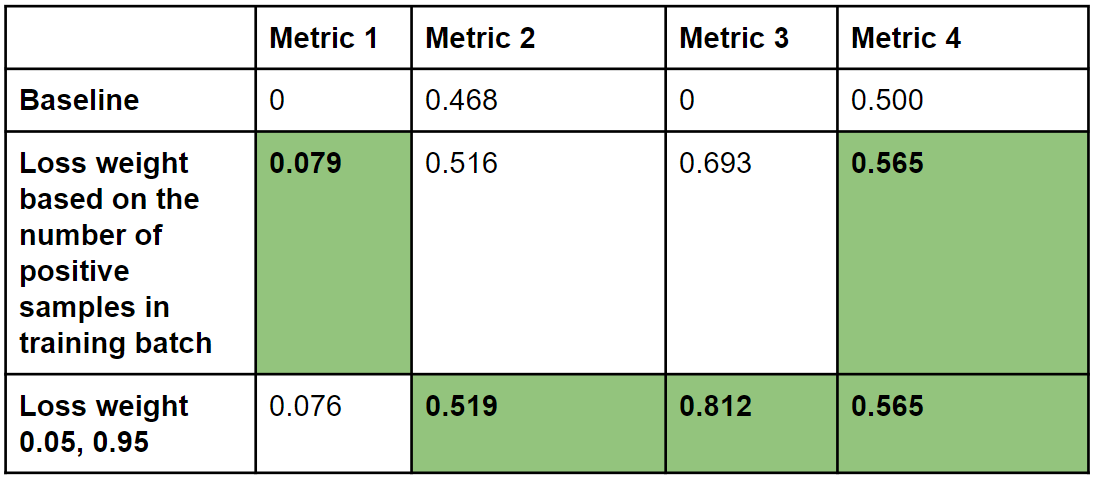 Metric 1 Metric 2 Metric 3 Metric 4
Baseline 0 0.468 0 0.500
Loss weight 0.079 0.516 0.693 0.565
based on the
number of
positive
samples in
training batch
Loss weight 0.076 0.519 0.812 0.565
0.05, 0.95